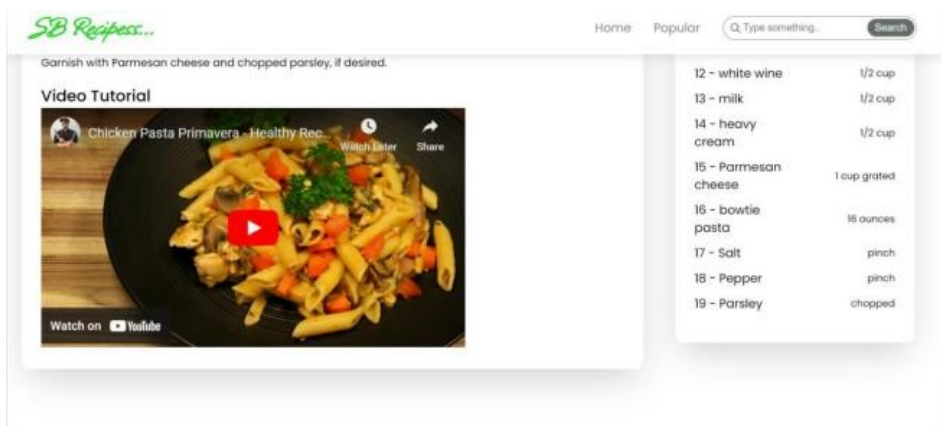 SB Recipess...
Home Popular Type something.. Search
Garnish with Parmesan cheese and chopped parsley, if desired.
Video Tutorial
Chicken Pasta Primavera - Healthy Rec...
Watch Later Share
Watch on YouTube
12 - white wine 1/2 cup
13 - milk 1/2 cup
14 - heavy
cream 1/2 cup
15 - Parmesan
cheese 1 cup grated
16 - bowtie
pasta 16 ounces
17 - Salt pinch
18 - Pepper pinch
19 - Parsley chopped